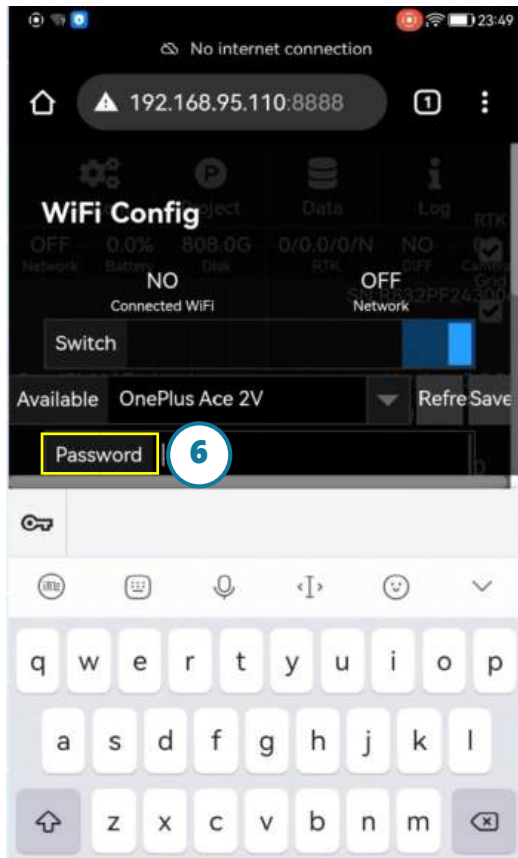 23:49
No internet connection
192.168.95.110:8888 1
Project Data Log RTK
WiFi Config
OFF 0.0% 808.0G 0/0.0/0/N NO
Network Battery Disk RTK DIFF Camera
NO OFF
Connected WiFi Network
Switch
Available OnePlus Ace 2V Refre Save
Password 6
q w e r t y u i o p
a s d f g h j k l
z x c v b n m